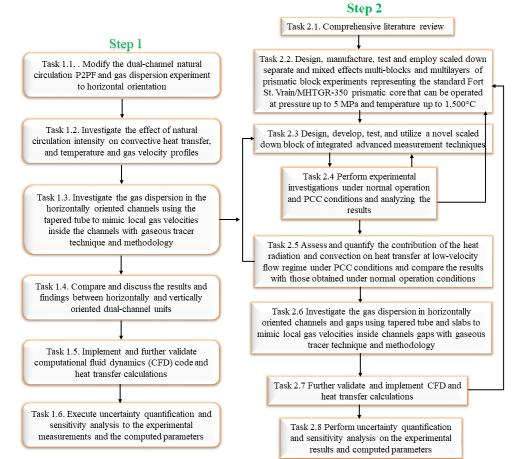 Step 1
Task 1.1. . Modify the dual-channel natural
circulation P2PF and gas dispersion experiment
to horizontal orientation
Task 1.2. Investigate the effect of natural
circulation intensity on convective heat transfer,
and temperature and gas velocity profiles
Task 1.3. Investigate the gas dispersion in the
horizontally oriented channels using the
tapered tube to mimic local gas velocities
inside the channels with gaseous tracer
technique and methodology
Task 1.4. Compare and discuss the results and
findings between horizontally and vertically
oriented dual-channel units
Task 1.5. Implement and further validate
computational fluid dynamics (CFD) code and
heat transfer calculations
Task 1.6. Execute uncertainty quantification and
sensitivity analysis to the experimental
measurements and the computed parameters
Step 2
Task 2.1. Comprehensive literature review
Task 2.2. Design, manufacture, test and employ scaled down
separate and mixed effects multi-blocks and multilayers of
prismatic block experiments representing the standard Fort
St. Vrain/MHTGR-350 prismatic core that can be operated
at pressure up to 5 MPa and temperature up to 1,500°C
Task 2.3 Design, develop, test, and utilize a novel scaled
down block of integrated advanced measurement techniques
Task 2.4 Perform experimental
investigations under normal operation
and PCC conditions and analyzing the
results
Task 2.5 Assess and quantify the contribution of the heat
radiation and convection on heat transfer at low-velocity
flow regime under PCC conditions and compare the results
with those obtained under normal operation conditions
Task 2.6 Investigate the gas dispersion in horizontally
oriented channels and gaps using tapered tube and slabs to
mimic local gas velocities inside channels gaps with gaseous
tracer technique and methodology
Task 2.7 Further validate and implement CFD and
heat transfer calculations
Task 2.8 Perform uncertainty quantification
and sensitivity analysis on the experimental
results and computed parameters